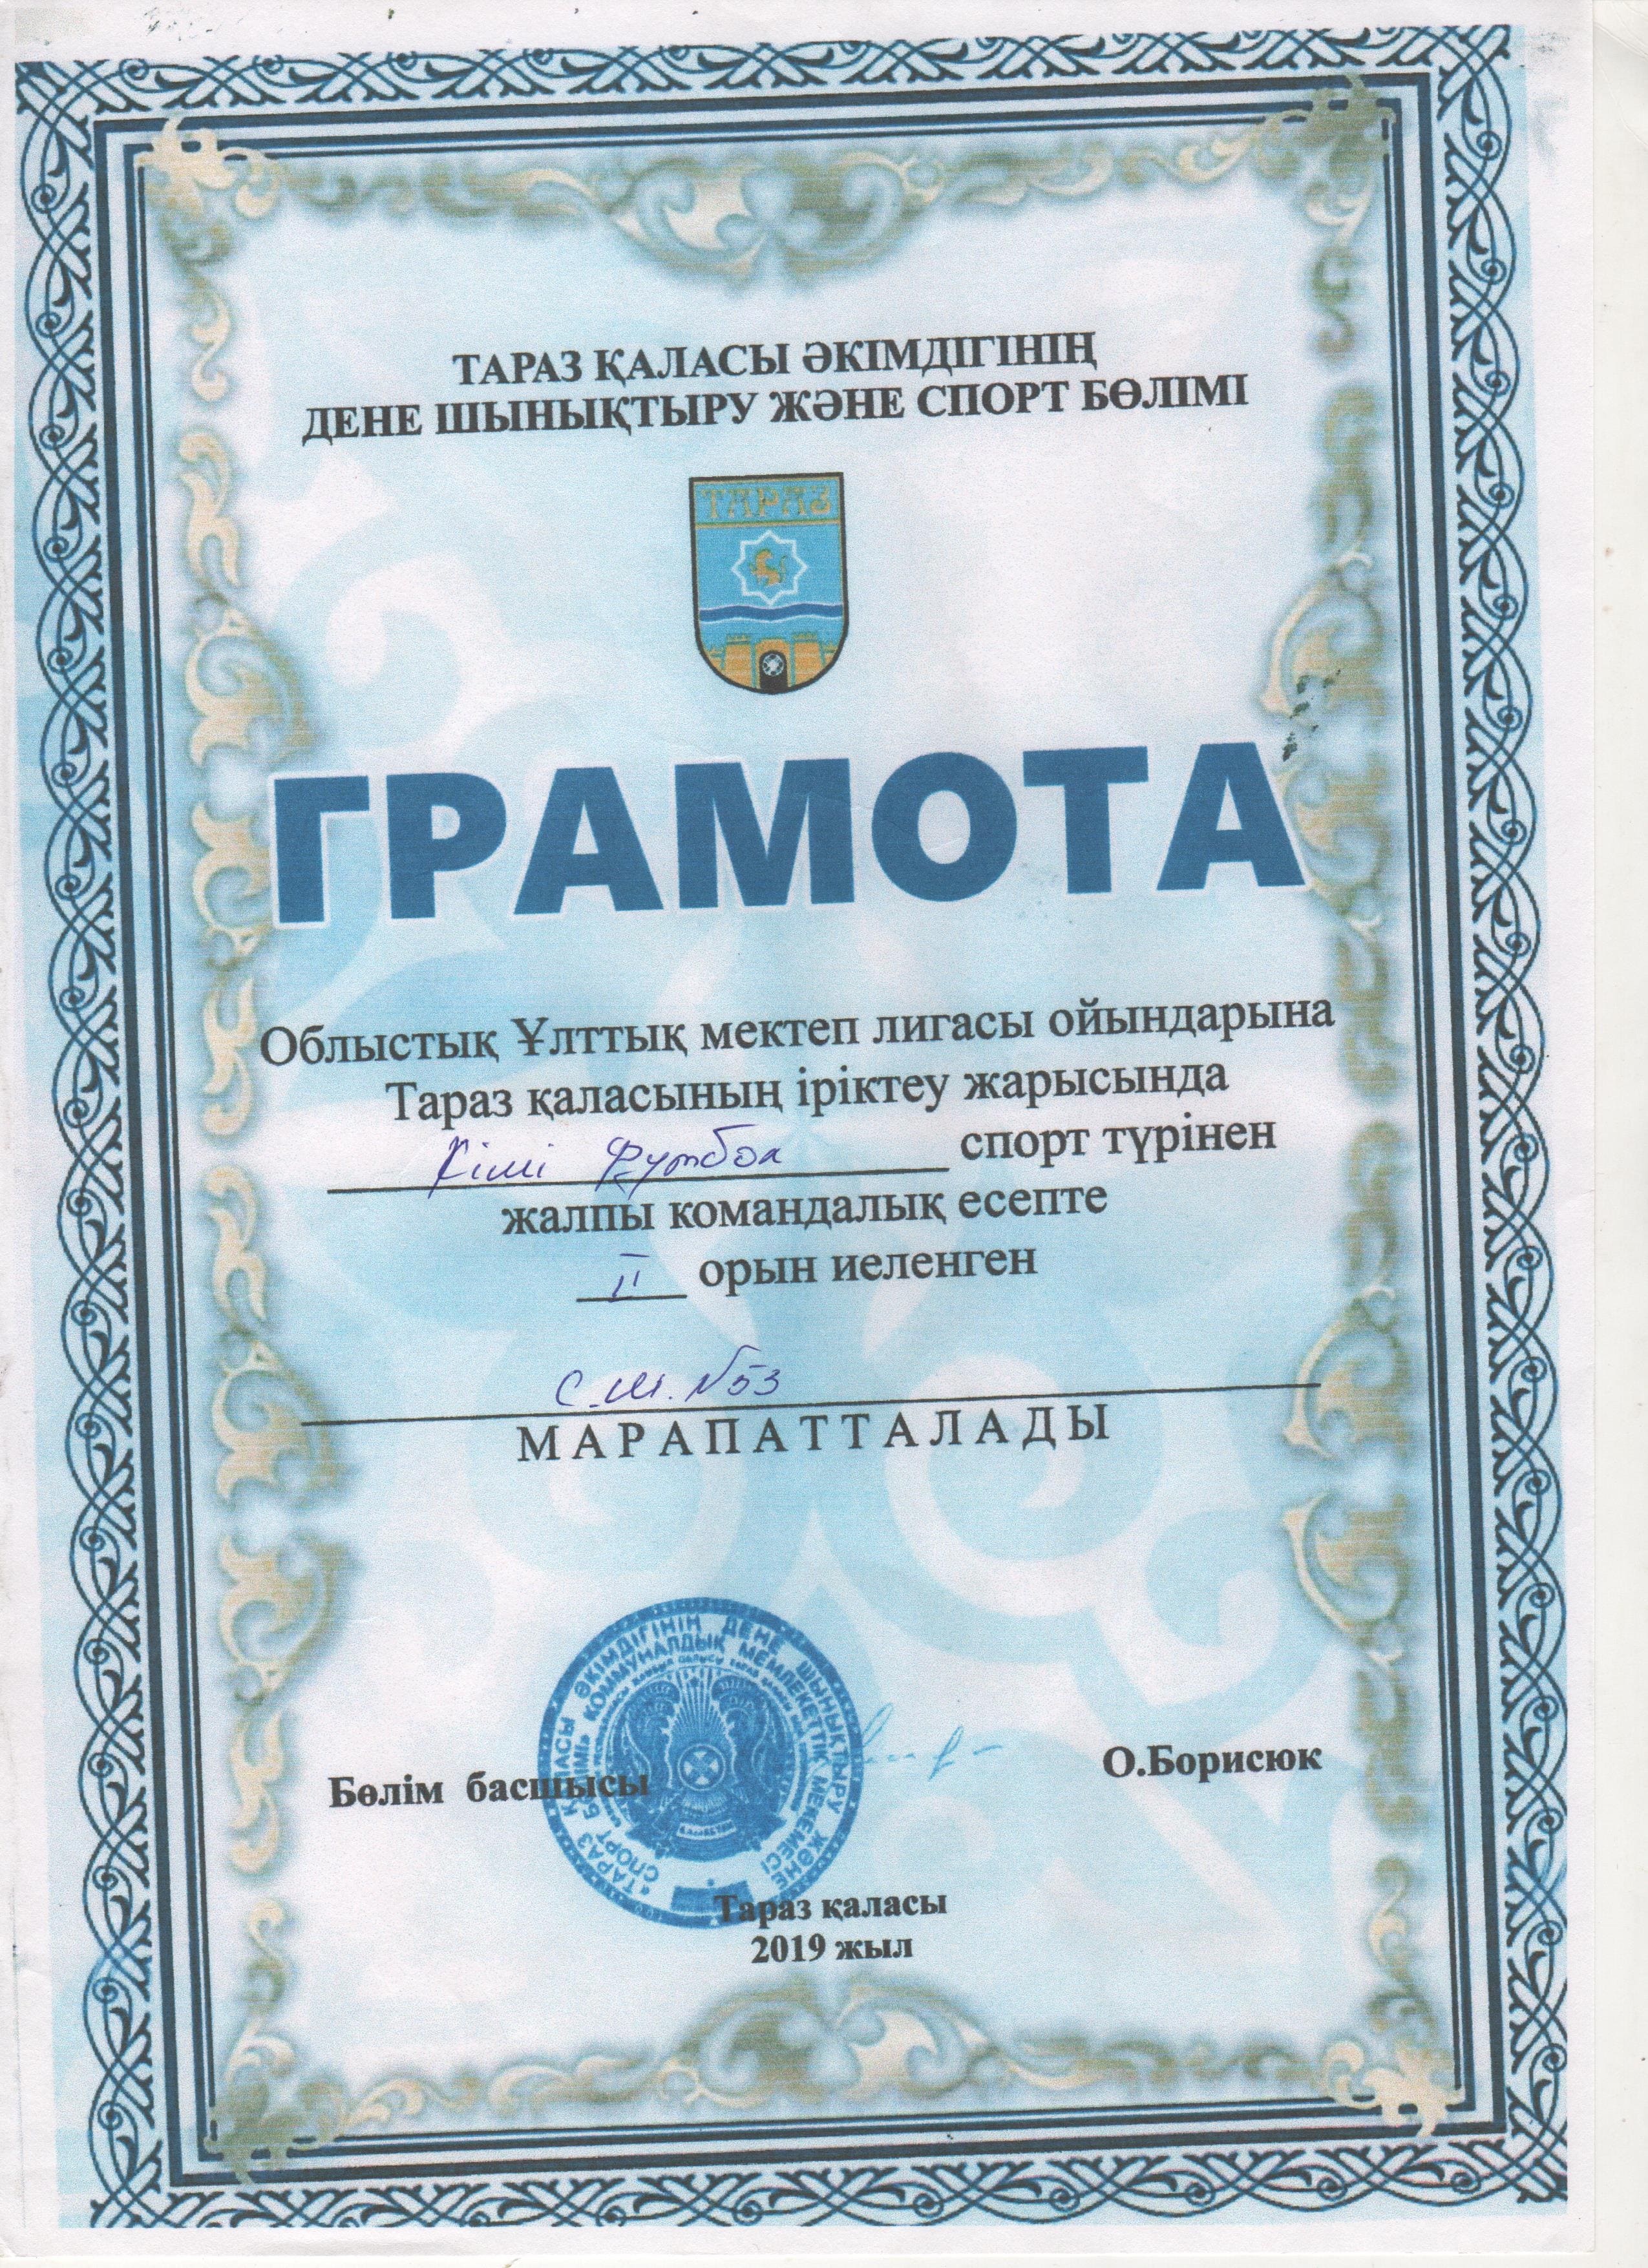 ТАРАЗ ҚАЛАСЫ ӘКІМДІГІНІҢ
ДЕНЕ ШЫНЫҚТЫРУ ЖӘНЕ СПОРТ БӨЛІМІ
ТАРАЗ
ГРАМОТА
Облыстық Ұлттық мектеп лигасы ойындарына
Тараз қаласының іріктеу жарысында
Кіші Футбол спорт түрінен
жалпы командалық есепте
II орын иеленген
С.Ш. №53
МАРАПАТТАЛАДЫ
«ТАРАЗ ҚАЛАСЫ ӘКІМДІГІНІҢ ДЕНЕ ШЫНЫҚТЫРУ ЖӘНЕ
СПОРТ БӨЛІМІ» КОММУНАЛДЫҚ МЕМЛЕКЕТТІК МЕКЕМЕСІ
Бөлім басшысы
О.Борисюк
Тараз қаласы
2019 жыл